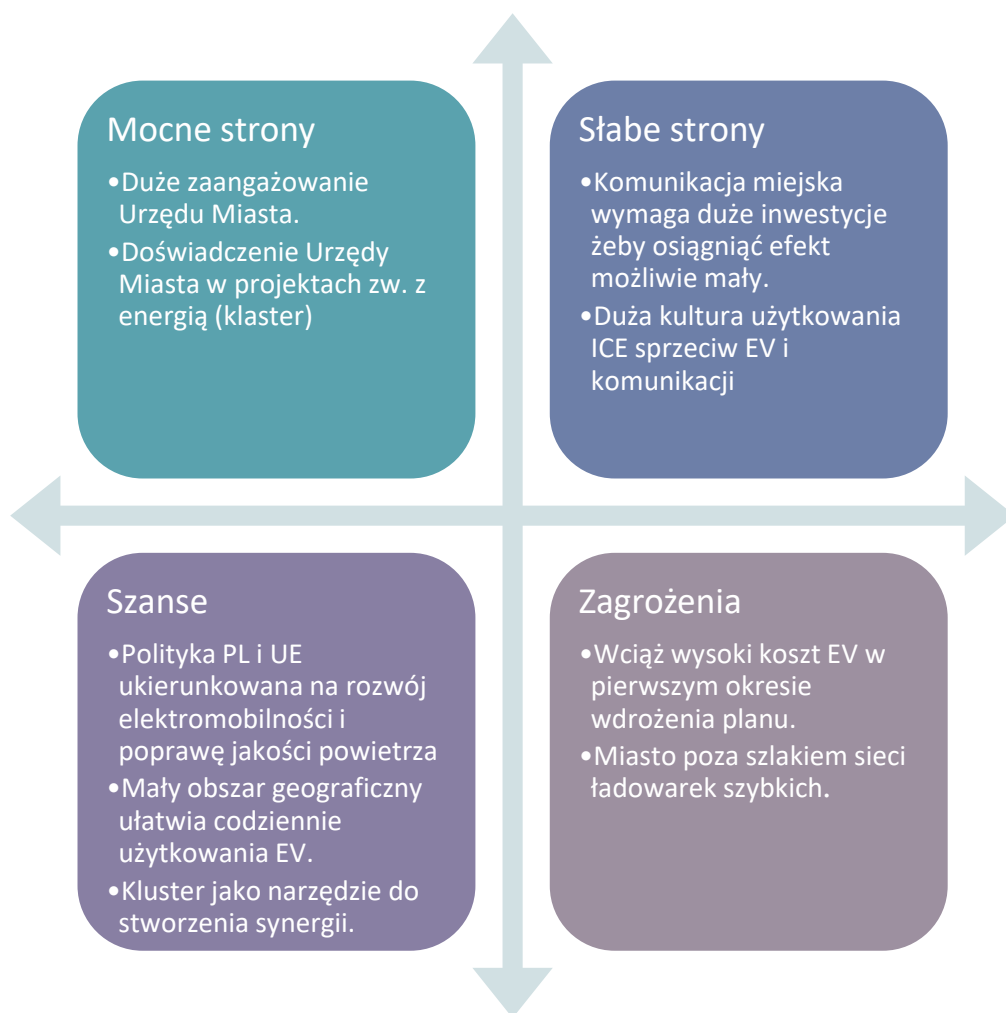 Mocne strony
•Duże zaangażowanie
Urzędu Miasta.
•Doświadczenie Urzędy
Miasta w projektach zw. z
energią (klaster)
Słabe strony
•Komunikacja miejska
wymaga duże inwestycje
żeby osiągnąć efekt
możliwie mały.
•Duża kultura użytkowania
ICE sprzeciw EV i
komunikacji
Szanse
•Polityka PL i UE
ukierunkowana na rozwój
elektromobilności i
poprawę jakości powietrza
•Mały obszar geograficzny
ułatwia codziennie
użytkowania EV.
•Kluster jako narzędzie do
stworzenia synergii.
Zagrożenia
•Wciąż wysoki koszt EV w
pierwszym okresie
wdrożenia planu.
•Miasto poza szlakiem sieci
ładowarek szybkich.